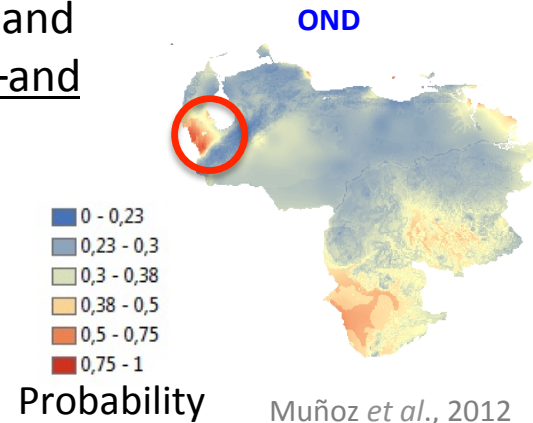 and
-and
OND
0 - 0,23
0,23 - 0,3
0,3 - 0,38
0,38 - 0,5
0,5 - 0,75
0,75 - 1
Probability
Muñoz et al., 2012